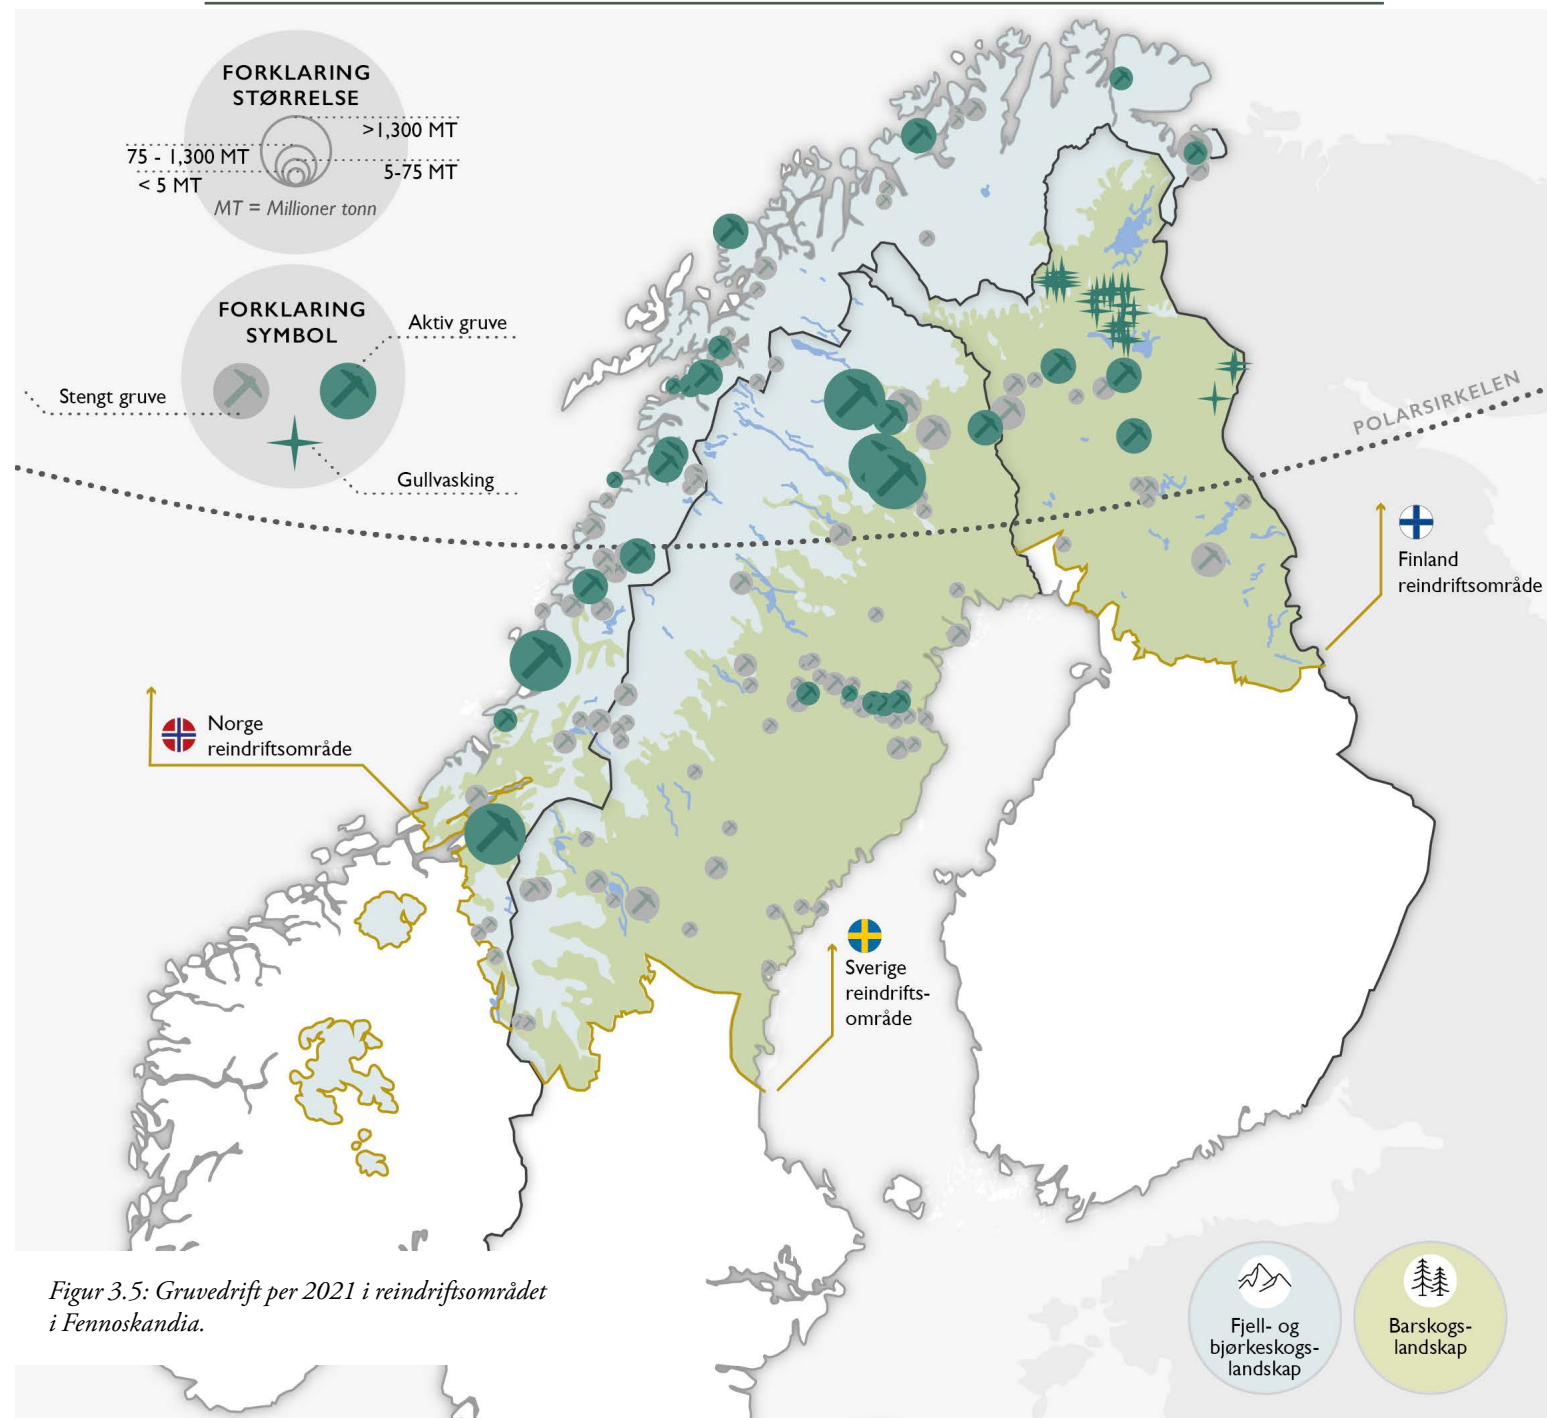 FORKLARING
STØRRELSE
>1,300 MT
75 - 1,300 MT
5-75 MT
< 5 MT
MT = Millioner tonn
FORKLARING
SYMBOL
Aktiv gruve
Stengt gruve
Gullvasking
POLARSIRKELEN
Finland
reindriftsområde
Norge
reindriftsområde
Sverige
reindrifts-
område
Figur 3.5: Gruvedrift per 2021 i reindriftsområdet
i Fennoskandia.
Fjell- og
bjørkeskogs-
landskap
Barskogs-
landskap